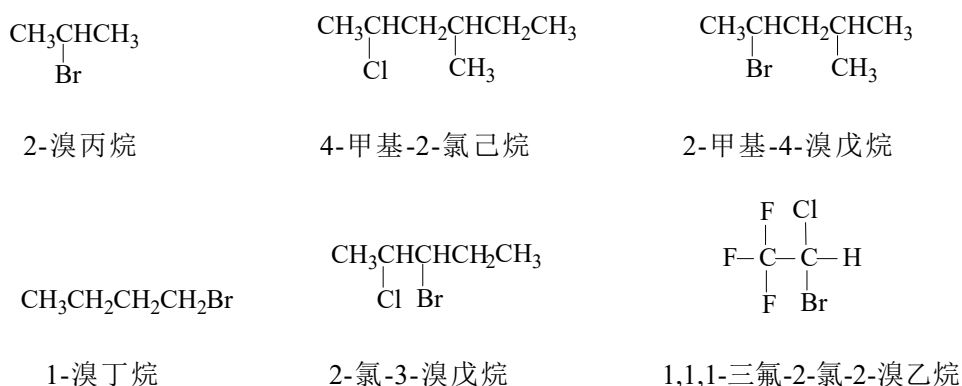 CH3CHCH3
Br
2-溴丙烷
CH3CHCH2CHCH2CH3
Cl
CH3
4-甲基-2-氯己烷
CH3CHCH2CHCH3
Br
CH3
2-甲基-4-溴戊烷
CH3CH2CH2CH2Br
1-溴丁烷
CH3CHCHCH2CH3
Cl Br
2-氯-3-溴戊烷
F Cl
F C C H
F Br
1,1,1-三氟-2-氯-2-溴乙烷